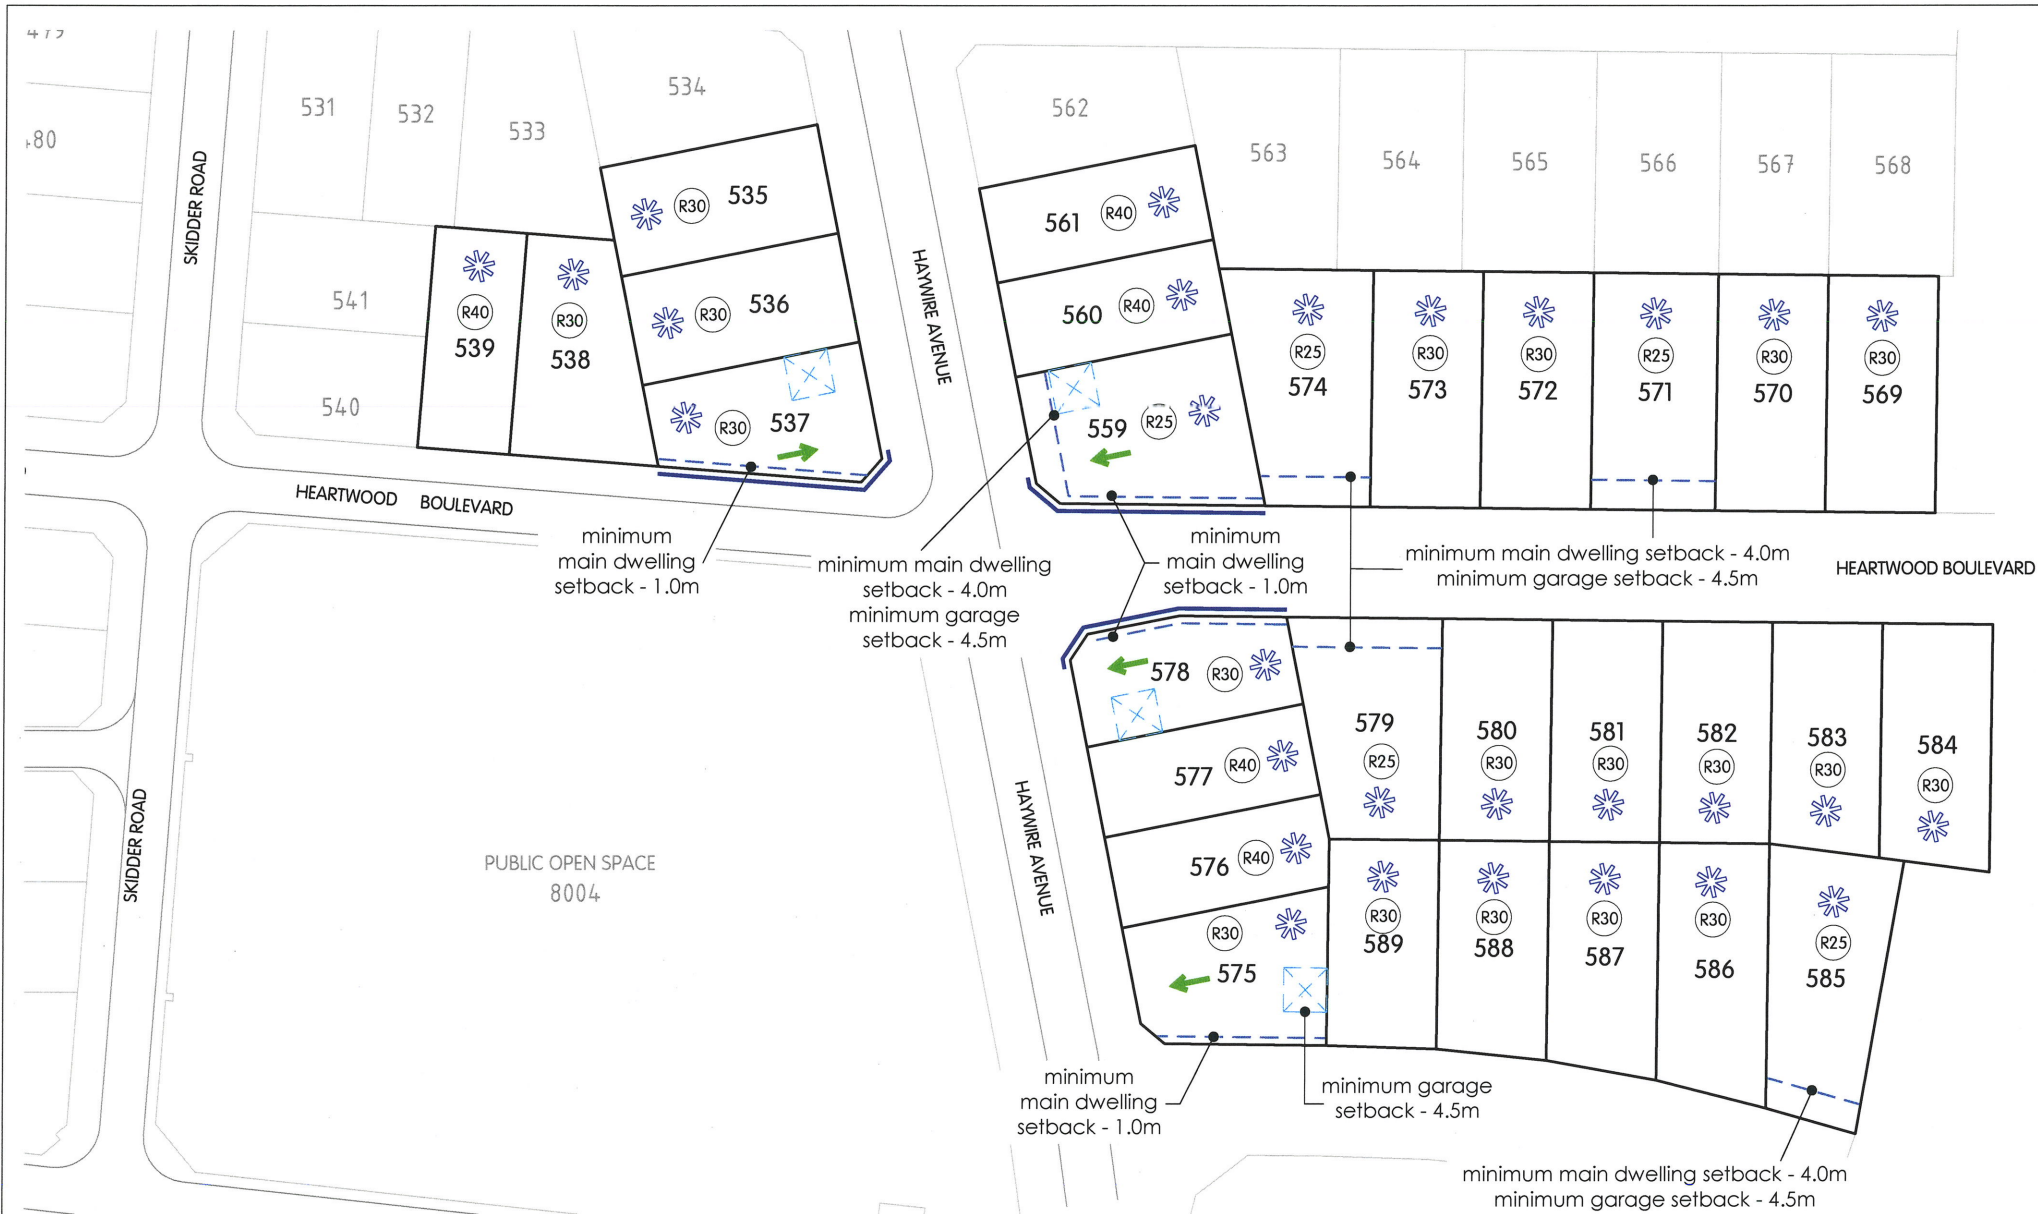 534
531
532
533
541
540
SKIDDER ROAD
R30 535
R30 536
R30 537
R40
539
R30
538
HAYWIRE AVENUE
HEARTWOOD BOULEVARD
minimum
main dwelling
setback - 1.0m
562
563
564
565
566
567
568
561 R40
560 R40
559 R25
R25
574
R30
573
R30
572
R25
571
R30
570
R30
569
minimum main dwelling
setback - 4.0m
minimum garage
setback - 4.5m
minimum
main dwelling
setback - 1.0m
minimum main dwelling setback - 4.0m
minimum garage setback - 4.5m
HEARTWOOD BOULEVARD
578 R30
577 R40
576 R40
R30
575
579
R25
580
R30
581
R30
582
R30
583
R30
584
R30
R30
589
R30
588
R30
587
R30
586
R25
585
HAYWIRE AVENUE
SKIDDER ROAD
PUBLIC OPEN SPACE
8004
minimum
main dwelling
setback - 1.0m
minimum garage
setback - 4.5m
minimum main dwelling setback - 4.0m
minimum garage setback - 4.5m